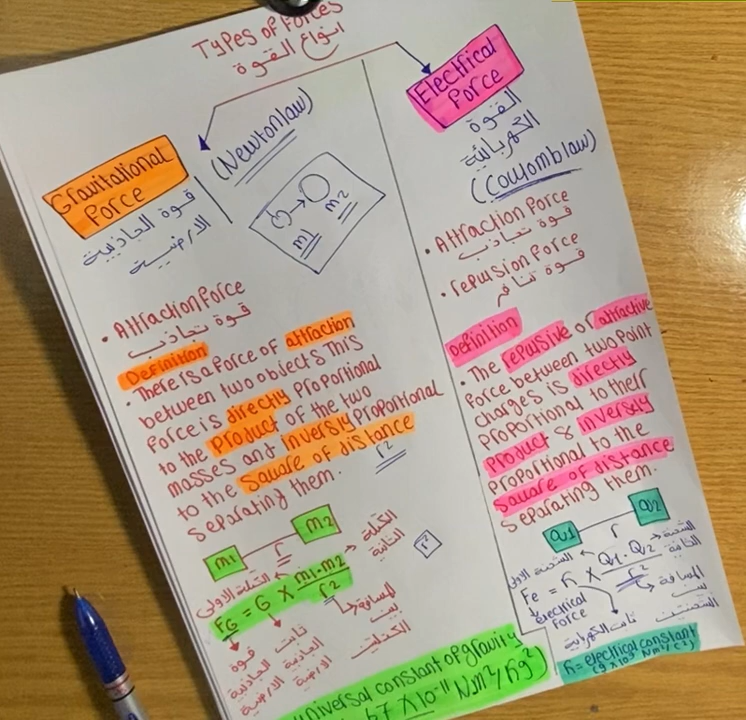 Types of Forces
انواع القوة
Gravitational
Force
قوة الجاذبية
الارضية
(Newton law)
m1
m2
• Attraction Force
قوة تجاذب
Definition
• There is a Force of attraction
between two objects This
Force is directly Proportional
to the Product of the two
masses and inversly Proportional
to the square of distance
r²
Separating them.
m1
m2
r
الكتلة الاولى
الكتلة
الثانية
r²
FG = G X m1.m2
r²
قوة
الجاذبية
الارضية
ثابت
الجاذبية
الارضية
المسافة
بين
الكتلتين
universal constant of gravity
67 X10⁻¹¹ N.m²/kg²)
Electrical
Force
القوة
الكهربائية
(Coulomb law)
• Attraction Force
قوة تجاذب
• repulsion Force
قوة تنافر
Definition
• The repulsive or attractive
Force between two point
charges is directly
proportional to their
Product & inversly
proportional to the
square of distance
separating them.
q1
q2
r
الشحنة الاولى
الشحنة
الثانية
Fe = K X Q1.Q2
r²
electrical
Force
ثابت الكهربائية
المسافة
بين
الشحنتين
K= electrical constant
(9 x10⁹ N.m²/c²)